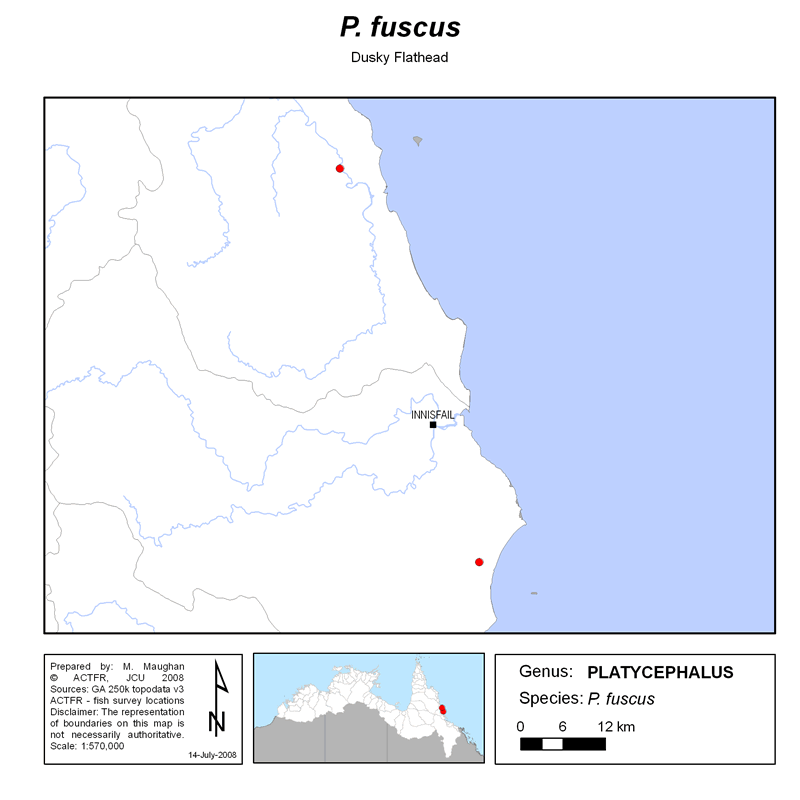 P. fuscus
Dusky Flathead
INNISFAIL
Prepared by: M. Maughan
© ACTFR, JCU 2008
Sources: GA 250k topodata v3
ACTFR - fish survey locations
Disclaimer: The representation
of boundaries on this map is
not necessarily authoritative.
Scale: 1:570,000
N
14-July-2008
Genus: PLATYCEPHALUS
Species: P. fuscus
0 6 12 km